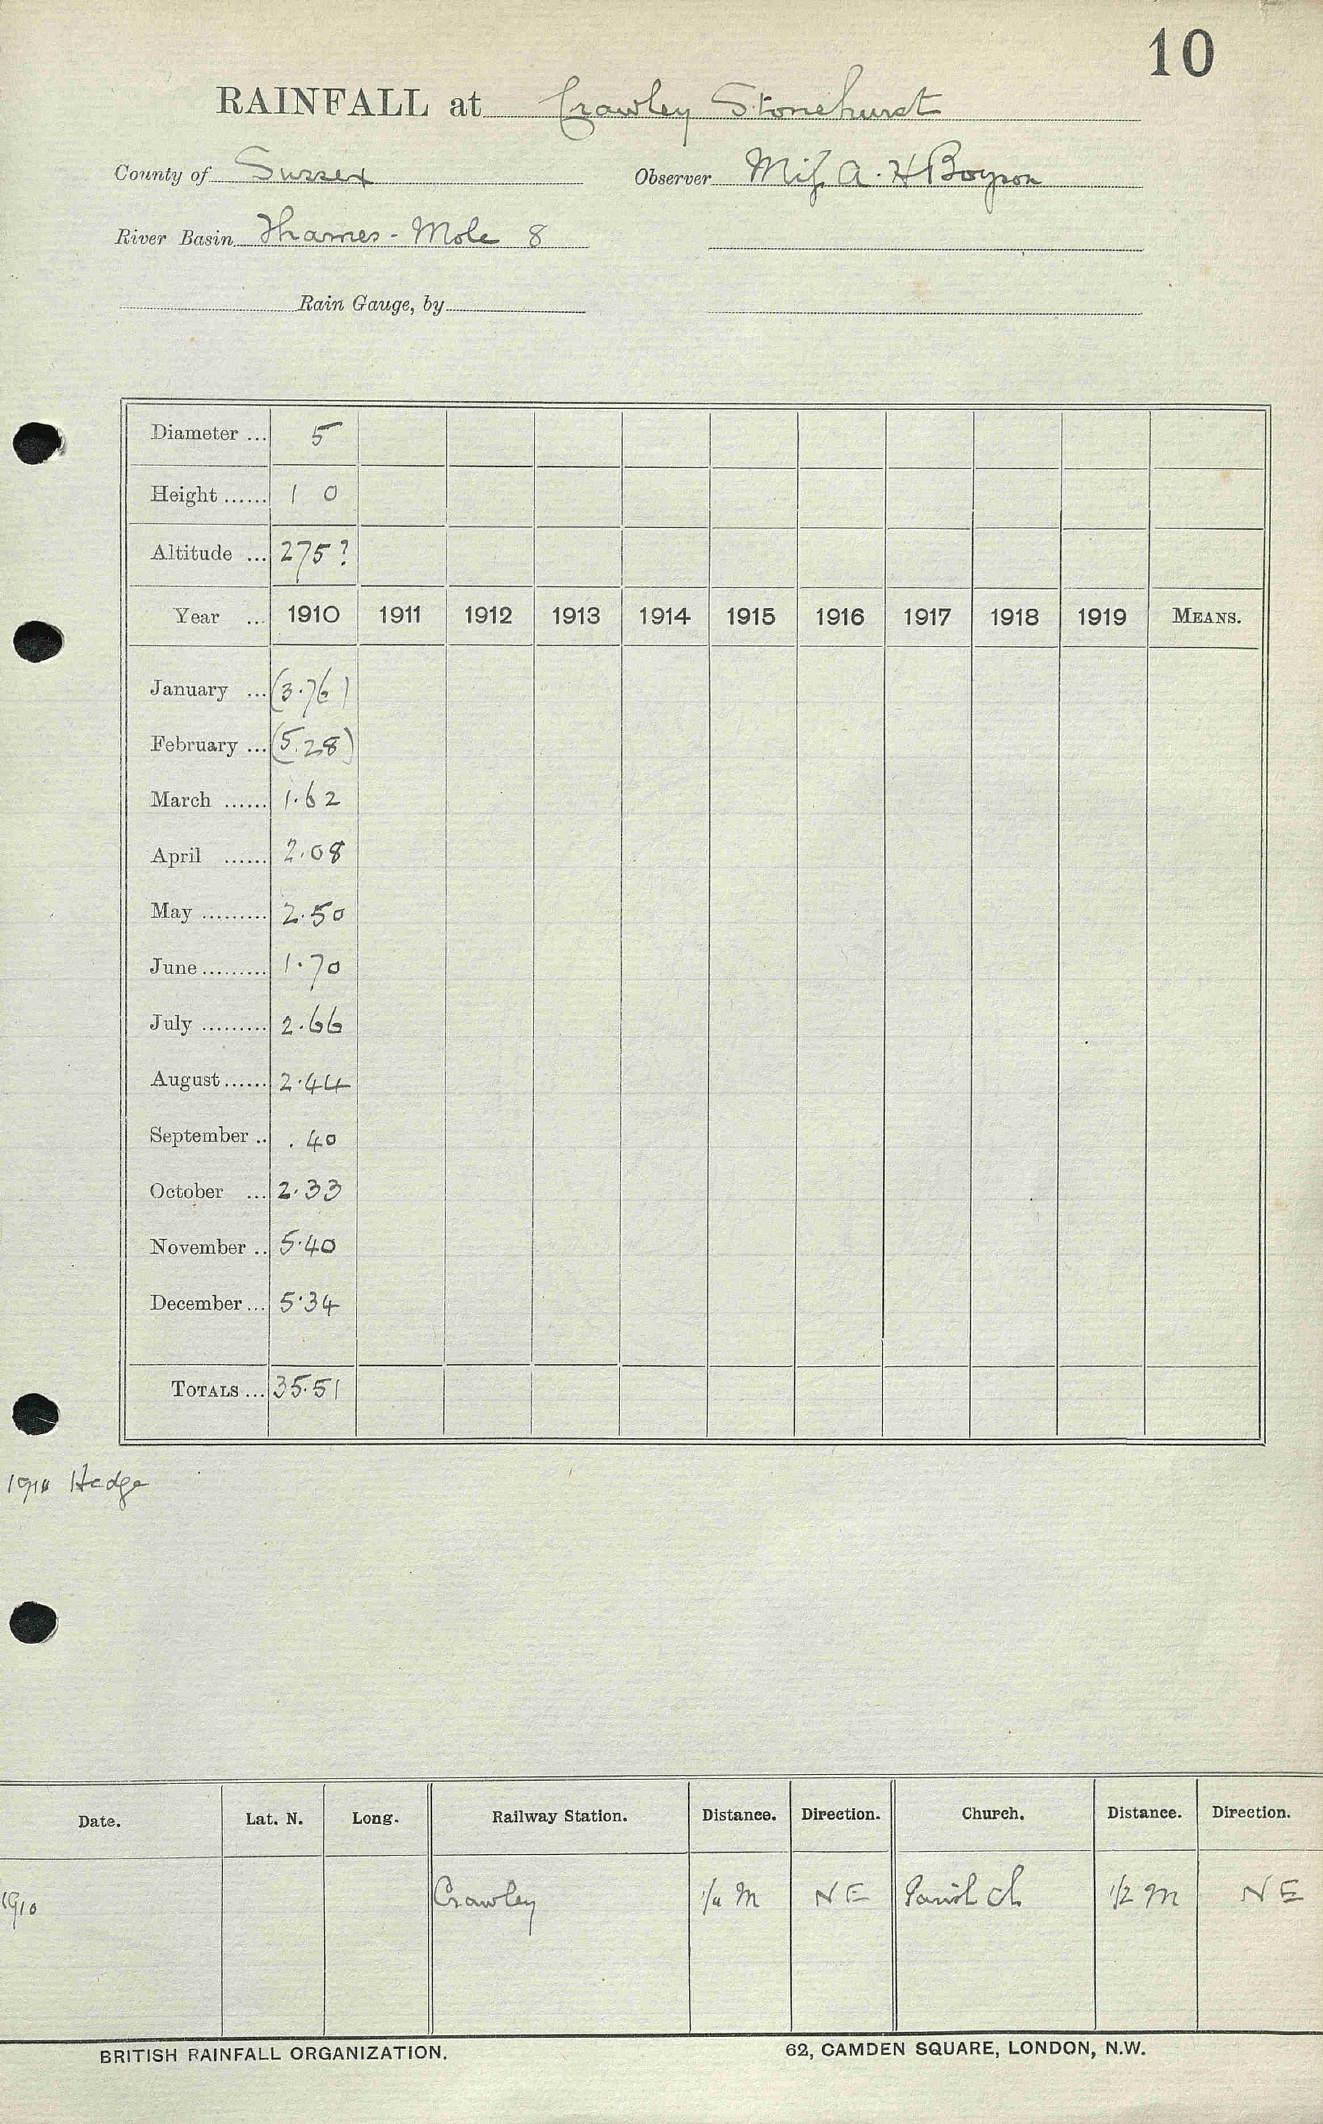 10
RAINFALL at Crawley Stonehurst
County of Sussex Observer Miss A. H Boyson
River Basin Thames - Mole 8
Rain Gauge, by
Diameter ... 5
Height ...... 1 0
Altitude ... 275?
Year ... 1910 1911 1912 1913 1914 1915 1916 1917 1918 1919 MEANS.
January ... (3.76)
February ... (5.28)
March ...... 1.62
April ...... 2.08
May ......... 2.50
June ......... 1.70
July ......... 2.66
August ...... 2.44
September .. .40
October ... 2.33
November .. 5.40
December ... 5.34
TOTALS ... 35.51
1910 Hedge
Date. Lat. N. Long. Railway Station. Distance. Direction. Church. Distance. Direction.
1910 Crawley 1/4 M NE Parish Ch 1/2 M NE
BRITISH RAINFALL ORGANIZATION. 62, CAMDEN SQUARE, LONDON, N.W.